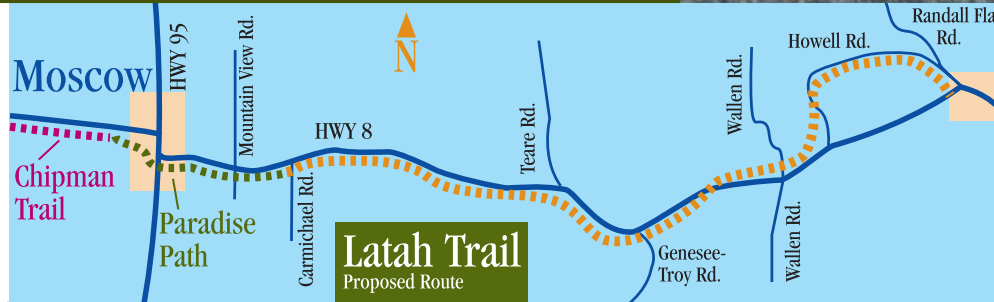 Moscow
HWY 95
Mountain View Rd.
N
HWY 8
Teare Rd.
Wallen Rd.
Howell Rd.
Randall Fla
Rd.
Chipman
Trail
Paradise
Path
Carmichael Rd.
Latah Trail
Proposed Route
Genesee-
Troy Rd.
Wallen Rd.